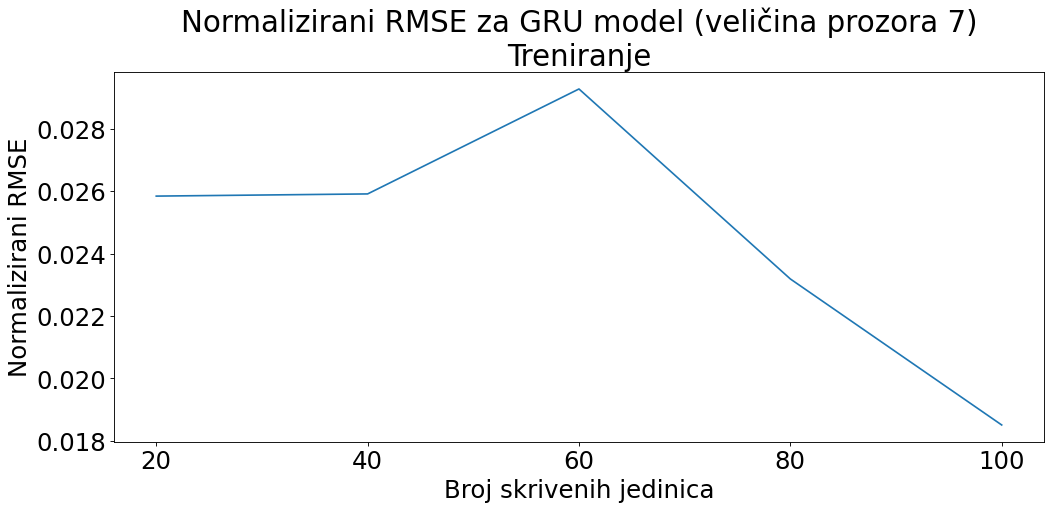 Normalizirani RMSE za GRU model (veličina prozora 7)
Treniranje
Normalizirani RMSE
0.028
0.026
0.024
0.022
0.020
0.018
20 40 60 80 100
Broj skrivenih jedinica